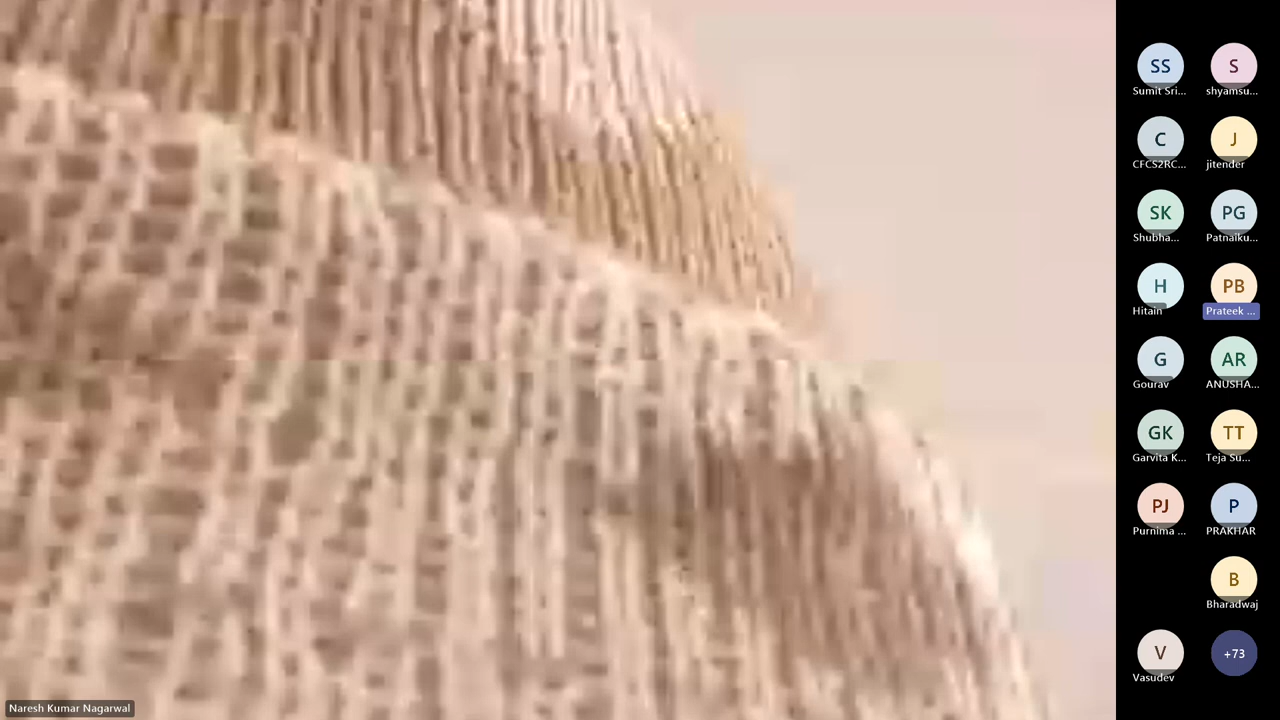 SS
S
Sumit Sri...
shyamsu...
C
J
CFCS2RC...
jitender
SK
PG
Shubha...
Patnaiku...
H
PB
Hitain
Prateek ...
G
AR
Gourav
ANUSHA...
GK
TT
Garvita K...
Teja Su...
PJ
P
Purnima ...
PRAKHAR
B
Bharadwaj
V
+73
Vasudev
Naresh Kumar Nagarwal